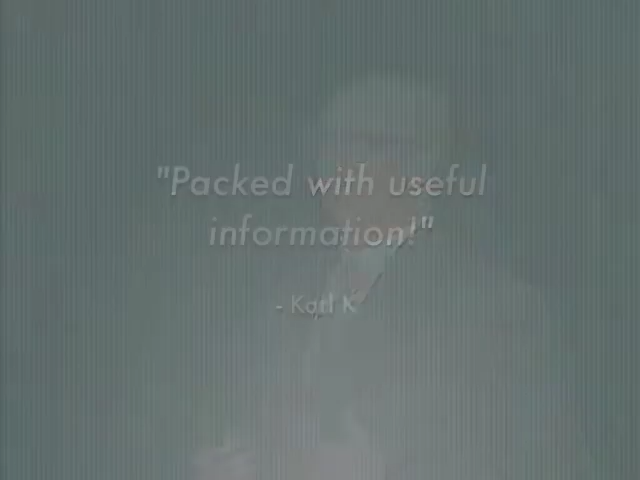 "Packed with useful
information!"
- Karl K